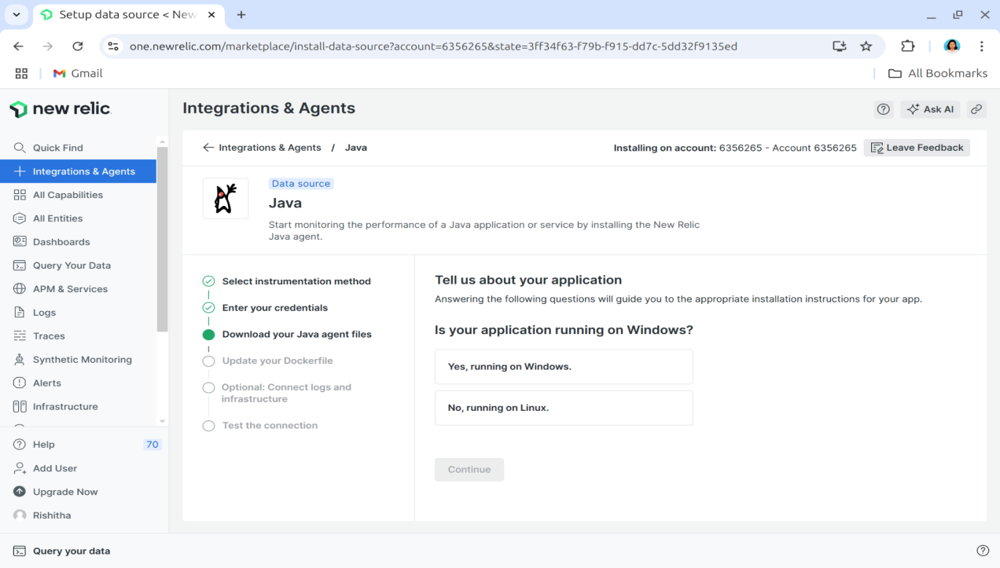 Setup data source < New
one.newrelic.com/marketplace/install-data-source?account=6356265&state=3ff34f63-f79b-f915-dd7c-5dd32f9135ed
Gmail
All Bookmarks
new relic.
Integrations & Agents
Ask AI
Quick Find
Integrations & Agents
All Capabilities
All Entities
Dashboards
Query Your Data
APM & Services
Logs
Traces
Synthetic Monitoring
Alerts
Infrastructure
Help 70
Add User
Upgrade Now
Rishitha
Integrations & Agents / Java
Installing on account: 6356265 - Account 6356265
Leave Feedback
Data source
Java
Start monitoring the performance of a Java application or service by installing the New Relic
Java agent.
Select instrumentation method
Enter your credentials
Download your Java agent files
Update your Dockerfile
Optional: Connect logs and
infrastructure
Test the connection
Tell us about your application
Answering the following questions will guide you to the appropriate installation instructions for your app.
Is your application running on Windows?
Yes, running on Windows.
No, running on Linux.
Continue
Query your data